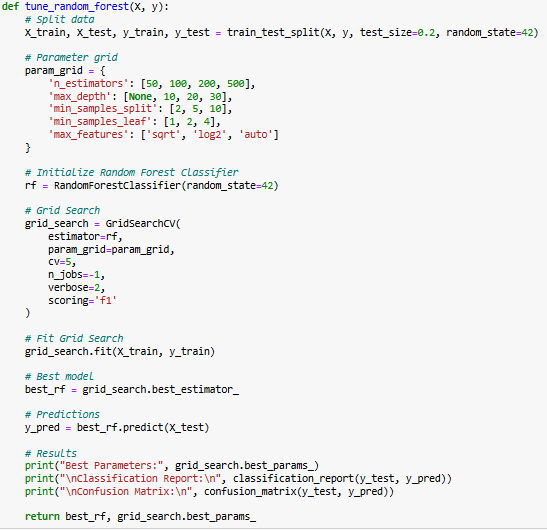 def tune_random_forest(X, y):
    # Split data
    X_train, X_test, y_train, y_test = train_test_split(X, y, test_size=0.2, random_state=42)

    # Parameter grid
    param_grid = {
        'n_estimators': [50, 100, 200, 500],
        'max_depth': [None, 10, 20, 30],
        'min_samples_split': [2, 5, 10],
        'min_samples_leaf': [1, 2, 4],
        'max_features': ['sqrt', 'log2', 'auto']
    }

    # Initialize Random Forest Classifier
    rf = RandomForestClassifier(random_state=42)

    # Grid Search
    grid_search = GridSearchCV(
        estimator=rf,
        param_grid=param_grid,
        cv=5,
        n_jobs=-1,
        verbose=2,
        scoring='f1'
    )

    # Fit Grid Search
    grid_search.fit(X_train, y_train)

    # Best model
    best_rf = grid_search.best_estimator_

    # Predictions
    y_pred = best_rf.predict(X_test)

    # Results
    print("Best Parameters:", grid_search.best_params_)
    print("\nClassification Report:\n", classification_report(y_test, y_pred))
    print("\nConfusion Matrix:\n", confusion_matrix(y_test, y_pred))

    return best_rf, grid_search.best_params_